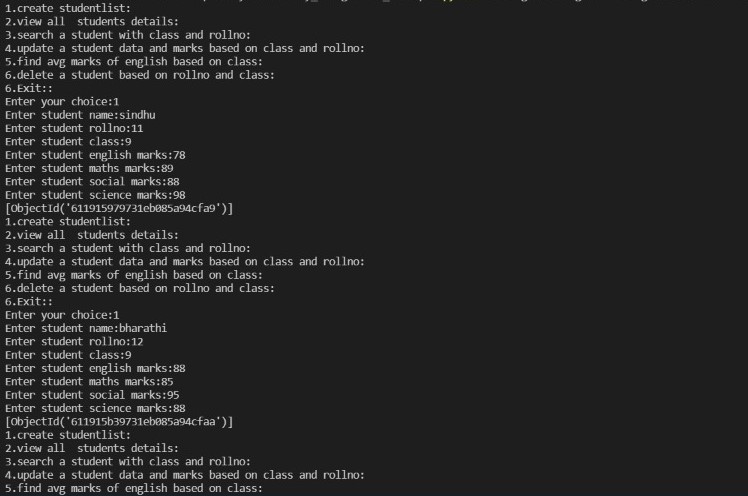 1.create studentlist:
2.view all  students details:
3.search a student with class and rollno:
4.update a student data and marks based on class and rollno:
5.find avg marks of english based on class:
6.delete a student based on rollno and class:
6.Exit::
Enter your choice:1
Enter student name:sindhu
Enter student rollno:11
Enter student class:9
Enter student english marks:78
Enter student maths marks:89
Enter student social marks:88
Enter student science marks:98
[ObjectId('611915979731eb085a94cfa9')]
1.create studentlist:
2.view all  students details:
3.search a student with class and rollno:
4.update a student data and marks based on class and rollno:
5.find avg marks of english based on class:
6.delete a student based on rollno and class:
6.Exit::
Enter your choice:1
Enter student name:bharathi
Enter student rollno:12
Enter student class:9
Enter student english marks:88
Enter student maths marks:85
Enter student social marks:95
Enter student science marks:88
[ObjectId('611915b39731eb085a94cfaa')]
1.create studentlist:
2.view all  students details:
3.search a student with class and rollno:
4.update a student data and marks based on class and rollno:
5.find avg marks of english based on class: